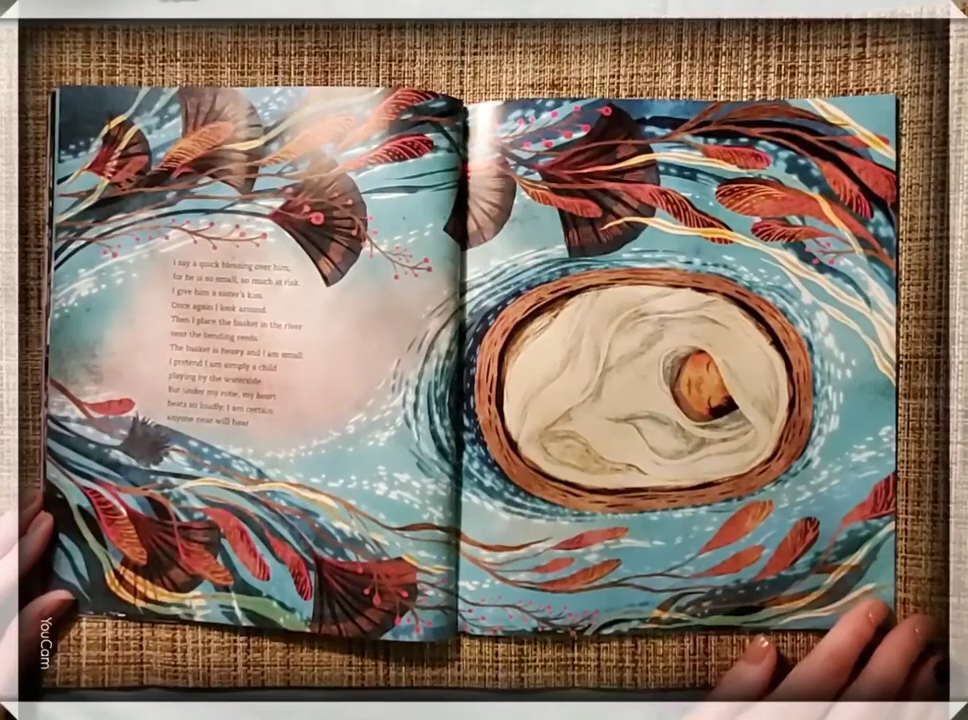 I say a quick blessing over him,
for he is so small, so much at risk.
I give him a sister's kiss.
Once again I look around.
Then I place the basket in the river
near the bending reeds.
The basket is heavy and I am small.
I pretend I am simply a child
playing by the waterside.
But under my robe, my heart
beats so loudly, I am certain
anyone near will hear.
YouCam